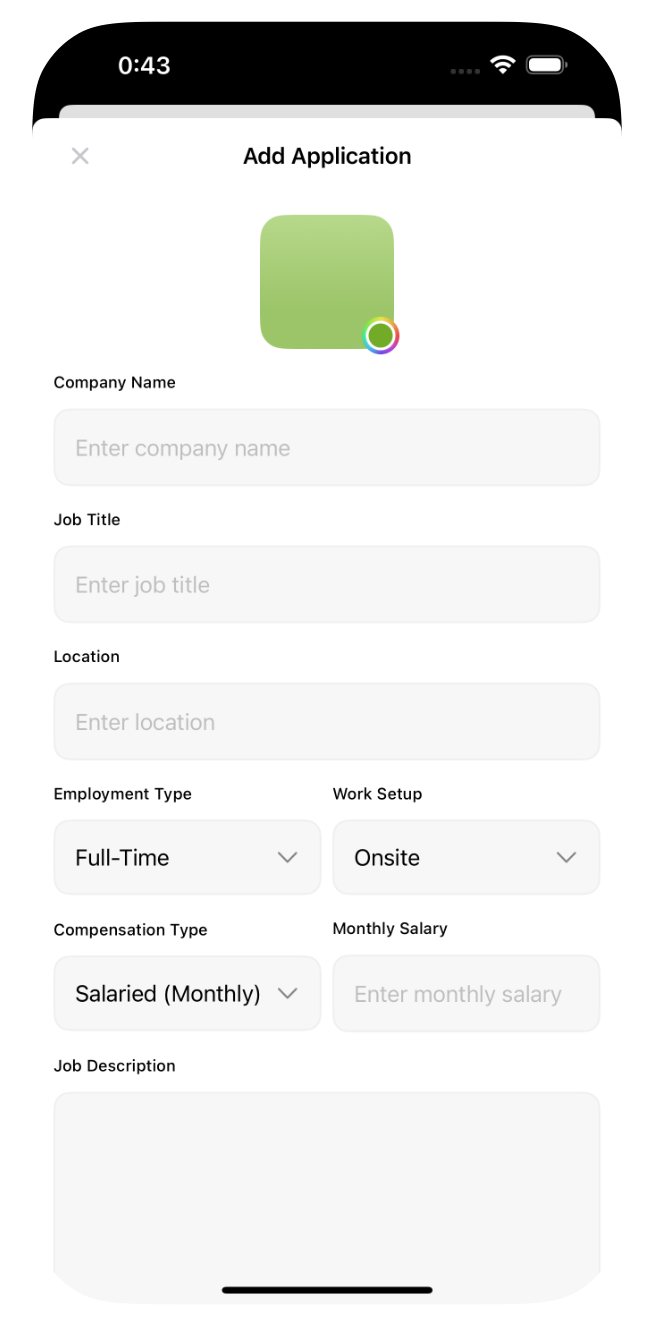 0:43
Add Application
Company Name
Enter company name
Job Title
Enter job title
Location
Enter location
Employment Type Work Setup
Full-Time Onsite
Compensation Type Monthly Salary
Salaried (Monthly) Enter monthly salary
Job Description